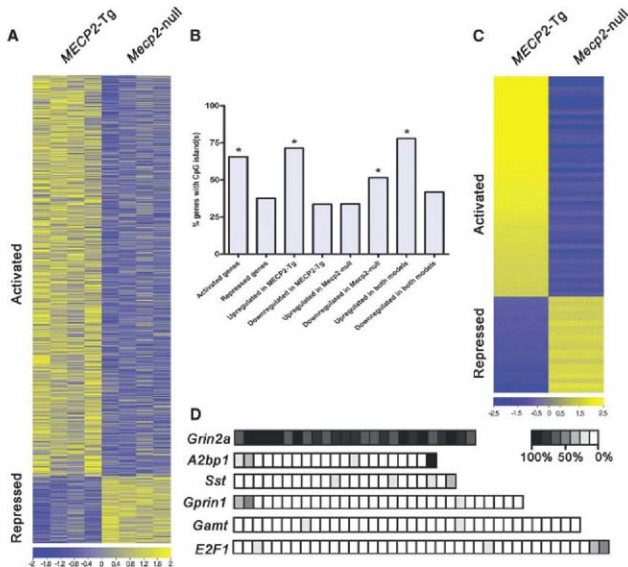 A
MECP2-Tg
Mecp2-null
Activated
Repressed
-2 -1.6 -1.2 -0.8 -0.4 0 0.4 0.8 1.2 1.6 2
B
% genes with CpG island(s)
100
75
50
25
0
* * * *
Activated genes
Repressed genes
Upregulated in MECP2-Tg
Downregulated in MECP2-Tg
Upregulated in Mecp2-null
Downregulated in Mecp2-null
Upregulated in both models
Downregulated in both models
C
MECP2-Tg
Mecp2-null
Activated
Repressed
-2.5 -1.5 -0.5 0 0.5 1.5 2.5
D
Grin2a
A2bp1
Sst
Gprin1
Gamt
E2F1
100% 50% 0%